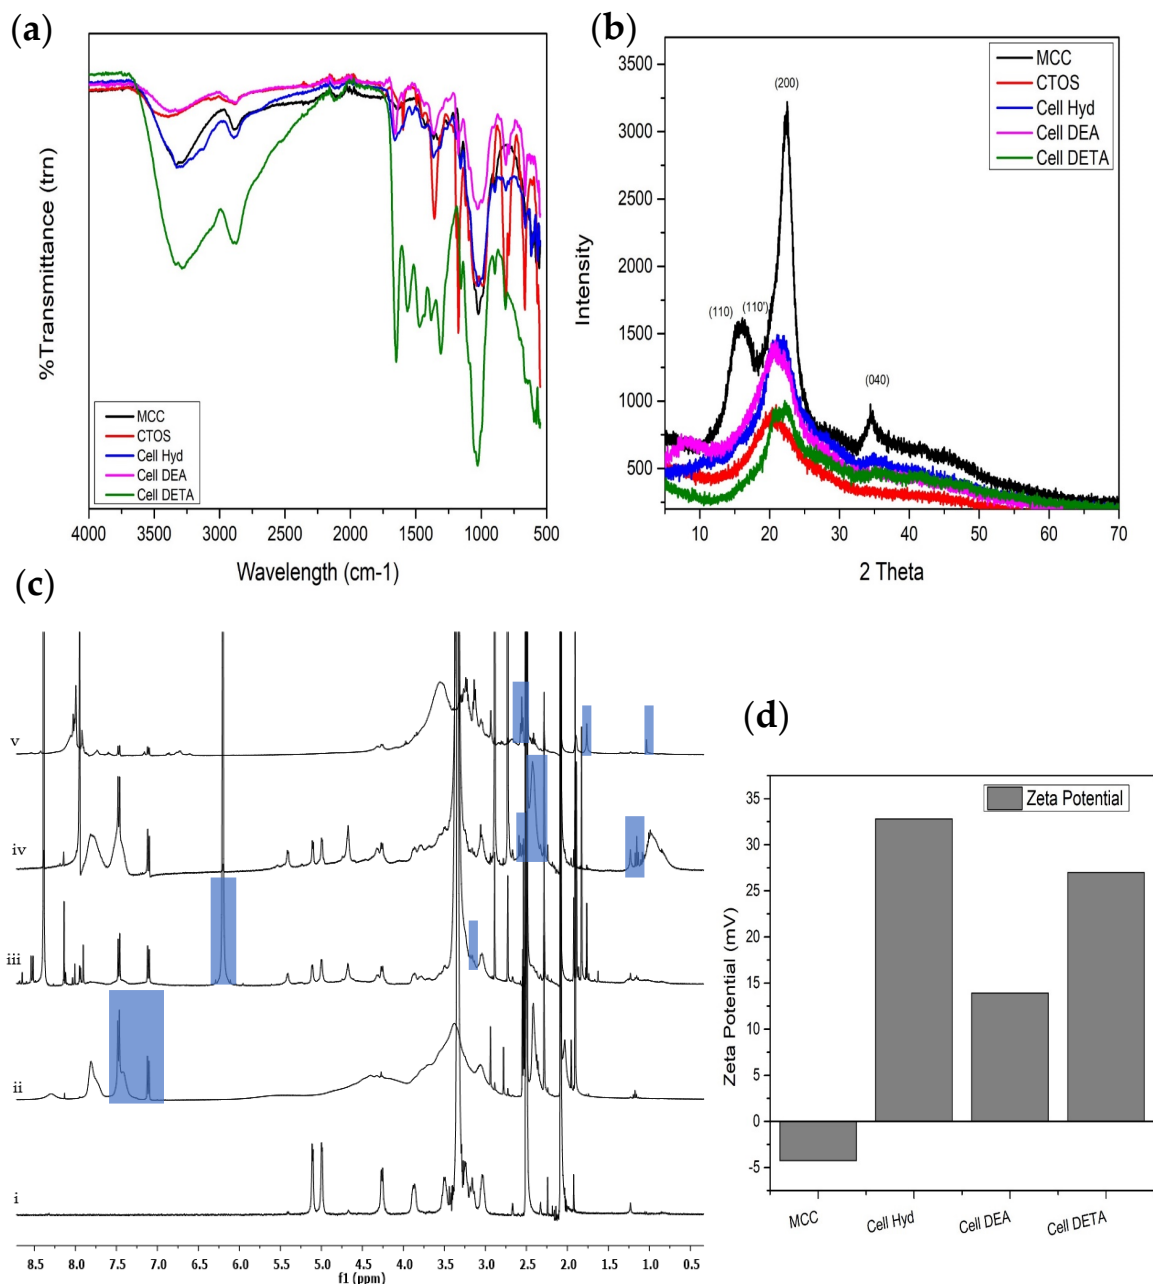 (a)
%Transmittance (trn)
MCC
CTOS
Cell Hyd
Cell DEA
Cell DETA
4000 3500 3000 2500 2000 1500 1000 500
Wavelength (cm-1)
(b)
Intensity
3500
3000
2500
2000
1500
1000
500
(110)
(110')
(200)
(040)
MCC
CTOS
Cell Hyd
Cell DEA
Cell DETA
10 20 30 40 50 60 70
2 Theta
(c)
v
iv
iii
ii
i
8.5 8.0 7.5 7.0 6.5 6.0 5.5 5.0 4.5 4.0 3.5 3.0 2.5 2.0 1.5 1.0 0.5
f1 (ppm)
(d)
Zeta Potential (mV)
35
30
25
20
15
10
5
0
-5
Zeta Potential
MCC Cell Hyd Cell DEA Cell DETA